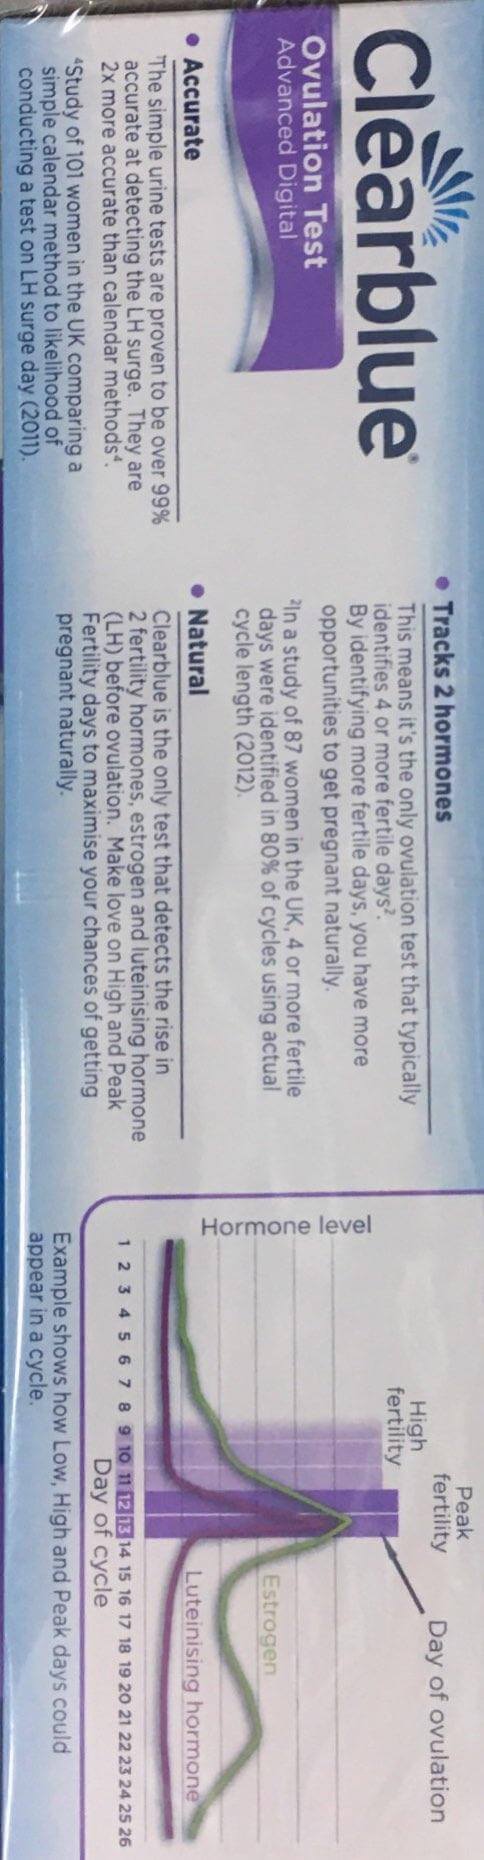 Clearblue®
Ovulation Test
Advanced Digital
• Accurate
The simple urine tests are proven to be over 99%
accurate at detecting the LH surge. They are
2x more accurate than calendar methods⁴.
⁴Study of 101 women in the UK comparing a
simple calendar method to likelihood of
conducting a test on LH surge day (2011).
• Tracks 2 hormones
This means it's the only ovulation test that typically
identifies 4 or more fertile days².
By identifying more fertile days, you have more
opportunities to get pregnant naturally.
²In a study of 87 women in the UK, 4 or more fertile
days were identified in 80% of cycles using actual
cycle length (2012).
• Natural
Clearblue is the only test that detects the rise in
2 fertility hormones, estrogen and luteinising hormone
(LH) before ovulation. Make love on High and Peak
Fertility days to maximise your chances of getting
pregnant naturally.
Peak
fertility
High
fertility
Day of ovulation
Hormone level
Estrogen
Luteinising hormone
1 2 3 4 5 6 7 8 9 10 11 12 13 14 15 16 17 18 19 20 21 22 23 24 25 26
Day of cycle
Example shows how Low, High and Peak days could
appear in a cycle.